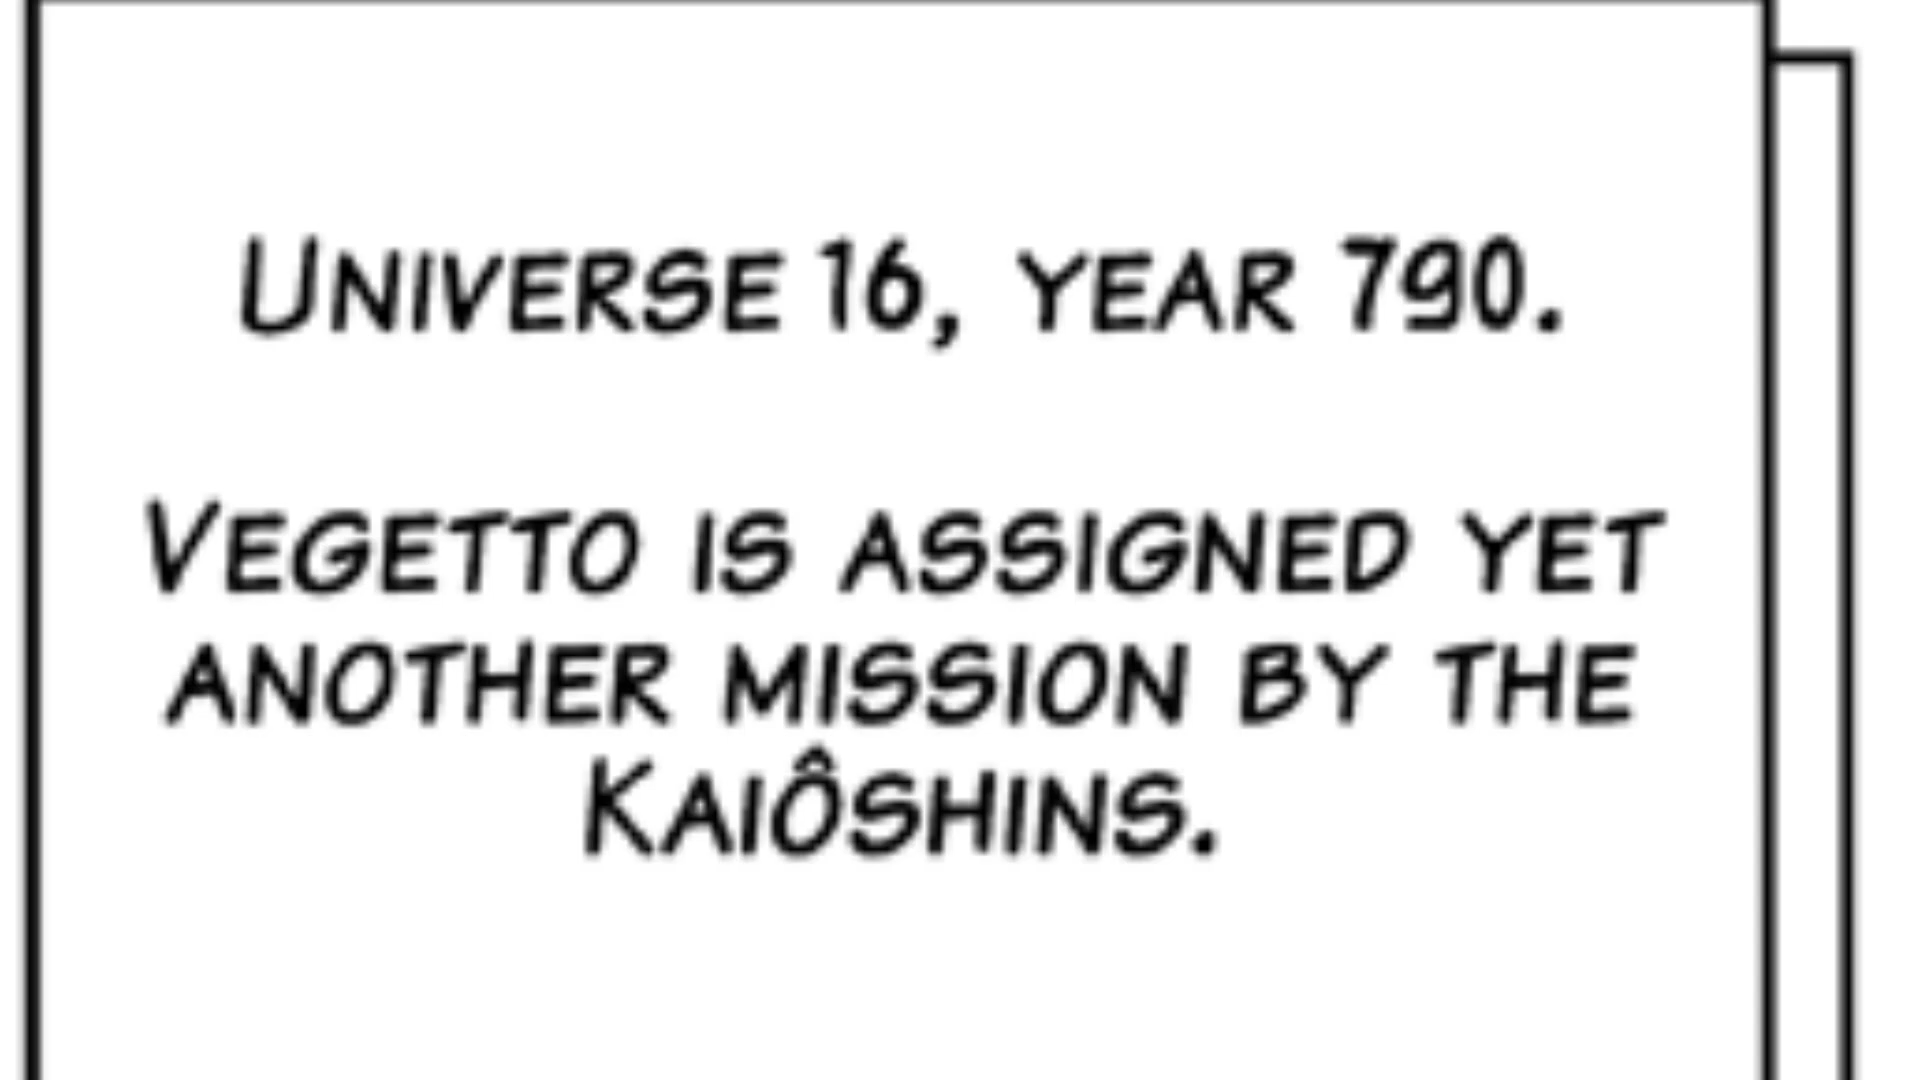 Universe 16, year 790.
Vegetto is assigned yet
another mission by the
Kaiôshins.